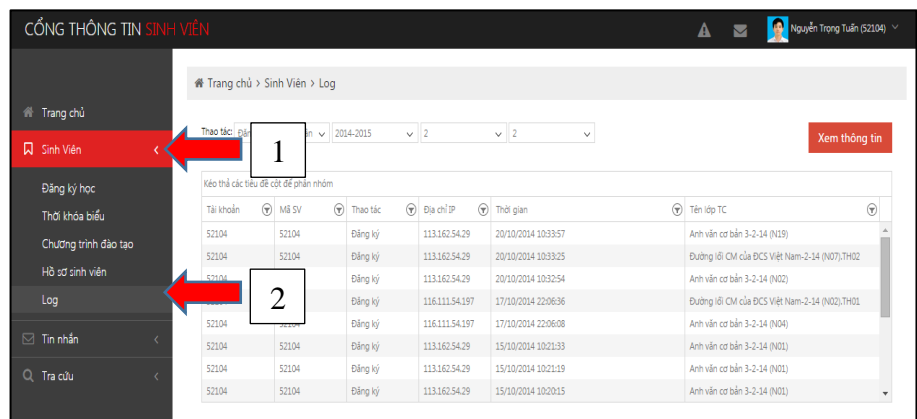 CỔNG THÔNG TIN SINH VIÊN
Nguyễn Trọng Tuấn (52104)
Trang chủ > Sinh Viên > Log
Trang chủ
Sinh Viên
Đăng ký học
Thời khóa biểu
Chương trình đào tạo
Hồ sơ sinh viên
Log
Tin nhắn
Tra cứu
1
2
Thao tác: 2014-2015 2 2
Xem thông tin
Kéo thả các tiêu đề cột để phân nhóm
Tài khoản Mã SV Thao tác Địa chỉ IP Thời gian Tên lớp TC
52104 52104 Đăng ký 113.162.54.29 20/10/2014 10:33:57 Anh văn cơ bản 3-2-14 (N19)
52104 52104 Đăng ký 113.162.54.29 20/10/2014 10:33:25 Đường lối CM của ĐCS Việt Nam-2-14 (N07).TH02
52104 Đăng ký 113.162.54.29 20/10/2014 10:32:54 Anh văn cơ bản 3-2-14 (N02)
Đăng ký 116.111.54.197 17/10/2014 22:06:36 Đường lối CM của ĐCS Việt Nam-2-14 (N02).TH01
52104 52104 Đăng ký 116.111.54.197 17/10/2014 22:06:08 Anh văn cơ bản 3-2-14 (N04)
52104 52104 Đăng ký 113.162.54.29 15/10/2014 10:21:33 Anh văn cơ bản 3-2-14 (N01)
52104 52104 Đăng ký 113.162.54.29 15/10/2014 10:21:19 Anh văn cơ bản 3-2-14 (N01)
52104 52104 Đăng ký 113.162.54.29 15/10/2014 10:20:15 Anh văn cơ bản 3-2-14 (N01)